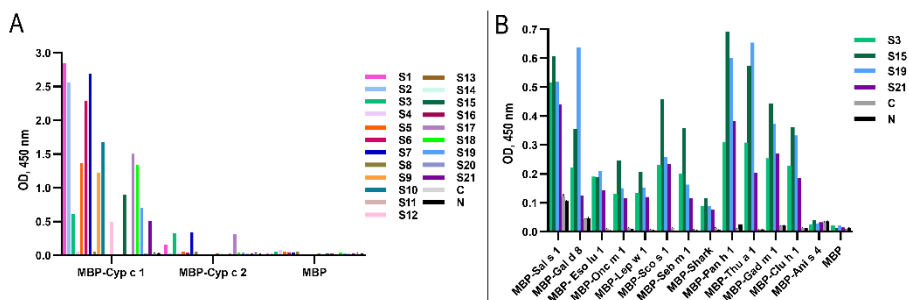 A
OD, 450 nm
3.0
2.5
2.0
1.5
1.0
0.5
0.0
MBP-Cyp c 1
MBP-Cyp c 2
MBP
S1
S2
S3
S4
S5
S6
S7
S8
S9
S10
S11
S12
S13
S14
S15
S16
S17
S18
S19
S20
S21
C
N
B
OD, 450 nm
0.7
0.6
0.5
0.4
0.3
0.2
0.1
0.0
MBP-Sal s 1
MBP-Gal d 8
MBP- Eso lu 1
MBP-Onc m 1
MBP-Lep w 1
MBP-Sco s 1
MBP-Seb m 1
MBP-Shark
MBP-Pan h 1
MBP-Thu a 1
MBP-Gad m 1
MBP-Clu h 1
MBP-Ani s 4
MBP
S3
S15
S19
S21
C
N